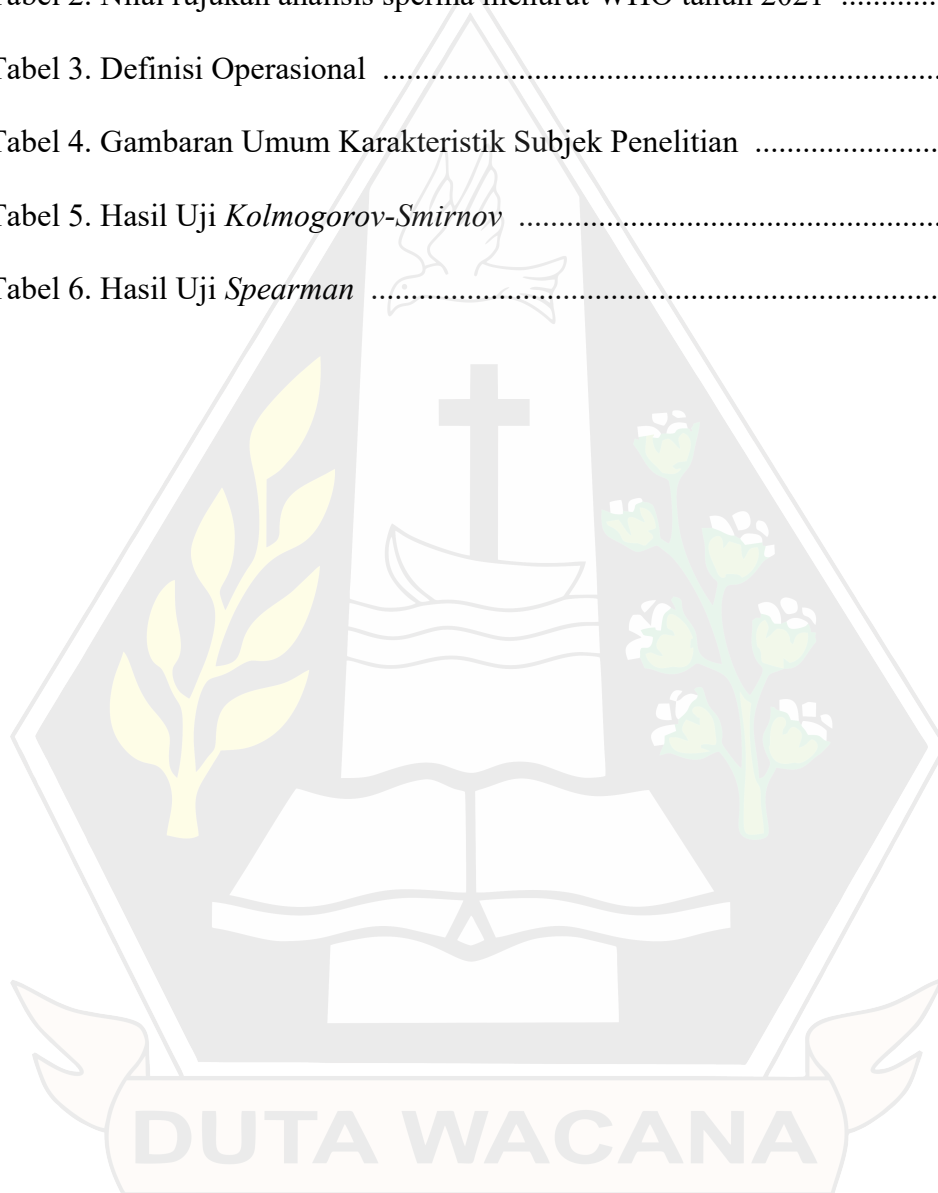 Tabel 2. Nilai rujukan analisis sperma menurut WHO tahun 2021 ............
Tabel 3. Definisi Operasional ......................................................................
Tabel 4. Gambaran Umum Karakteristik Subjek Penelitian .......................
Tabel 5. Hasil Uji Kolmogorov-Smirnov .....................................................
Tabel 6. Hasil Uji Spearman .......................................................................
DUTA WACANA